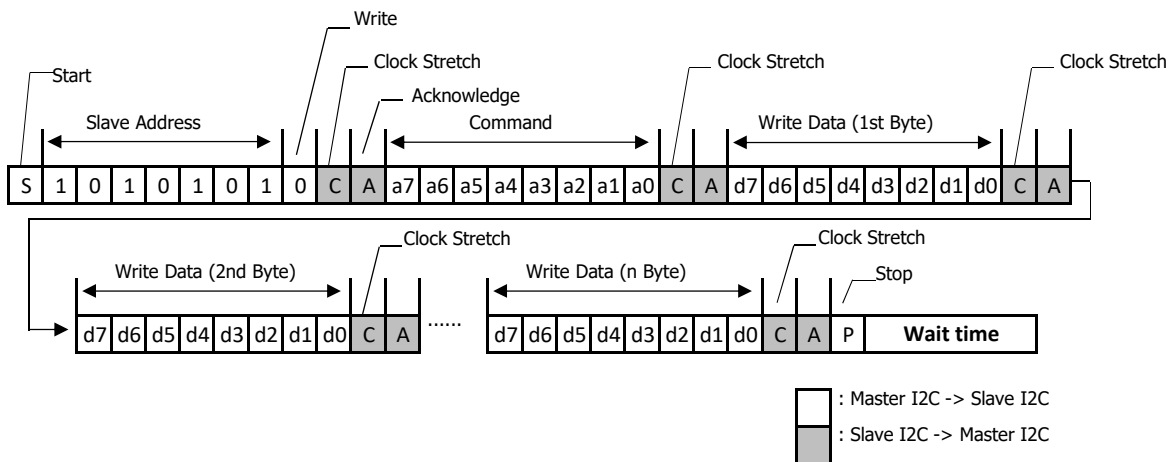 Write
Clock Stretch
Clock Stretch
Clock Stretch
Start
Acknowledge
Slave Address
Command
Write Data (1st Byte)
S 1 0 1 0 1 0 1 0 C A a7 a6 a5 a4 a3 a2 a1 a0 C A d7 d6 d5 d4 d3 d2 d1 d0 C A
Clock Stretch
Clock Stretch
Write Data (2nd Byte)
Write Data (n Byte)
Stop
d7 d6 d5 d4 d3 d2 d1 d0 C A ...... d7 d6 d5 d4 d3 d2 d1 d0 C A P Wait time
: Master I2C -> Slave I2C
: Slave I2C -> Master I2C